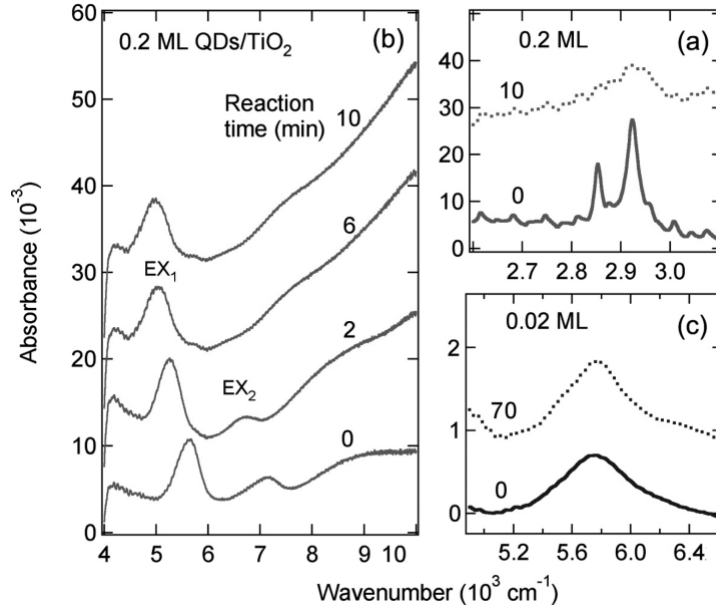 0.2 ML QDs/TiO₂ (b)
Reaction
time (min)
10
6
EX₁
2
EX₂
0
60
50
40
30
20
10
0
4 5 6 7 8 9 10
Absorbance (10⁻³)
0.2 ML (a)
10
0
40
30
20
10
0
2.7 2.8 2.9 3.0
0.02 ML (c)
70
0
2
1
0
5.2 5.6 6.0 6.4
Wavenumber (10³ cm⁻¹)